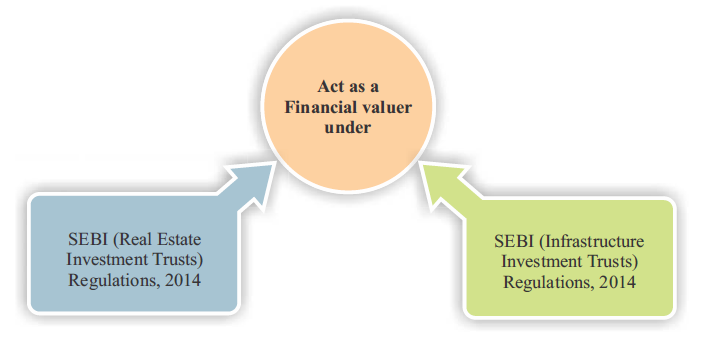 Act as a
Financial valuer
under
SEBI (Real Estate
Investment Trusts)
Regulations, 2014
SEBI (Infrastructure
Investment Trusts)
Regulations, 2014